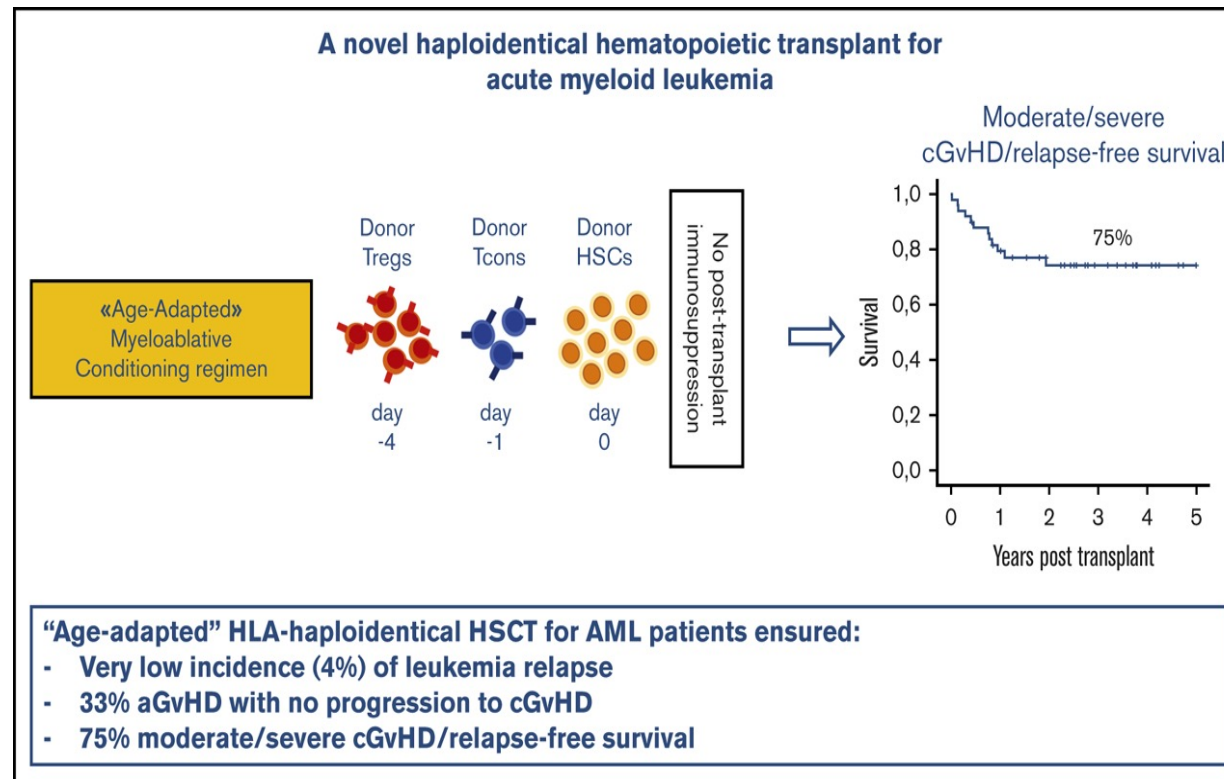 A novel haploidentical hematopoietic transplant for
acute myeloid leukemia
«Age-Adapted»
Myeloablative
Conditioning regimen
Donor
Tregs
day
-4
Donor
Tcons
day
-1
Donor
HSCs
day
0
No post-transplant
immunosuppression
Moderate/severe
cGvHD/relapse-free survival
Survival
1,0
0,8
0,6
0,4
0,2
0,0
75%
0 1 2 3 4 5
Years post transplant
“Age-adapted” HLA-haploidentical HSCT for AML patients ensured:
- Very low incidence (4%) of leukemia relapse
- 33% aGvHD with no progression to cGvHD
- 75% moderate/severe cGvHD/relapse-free survival